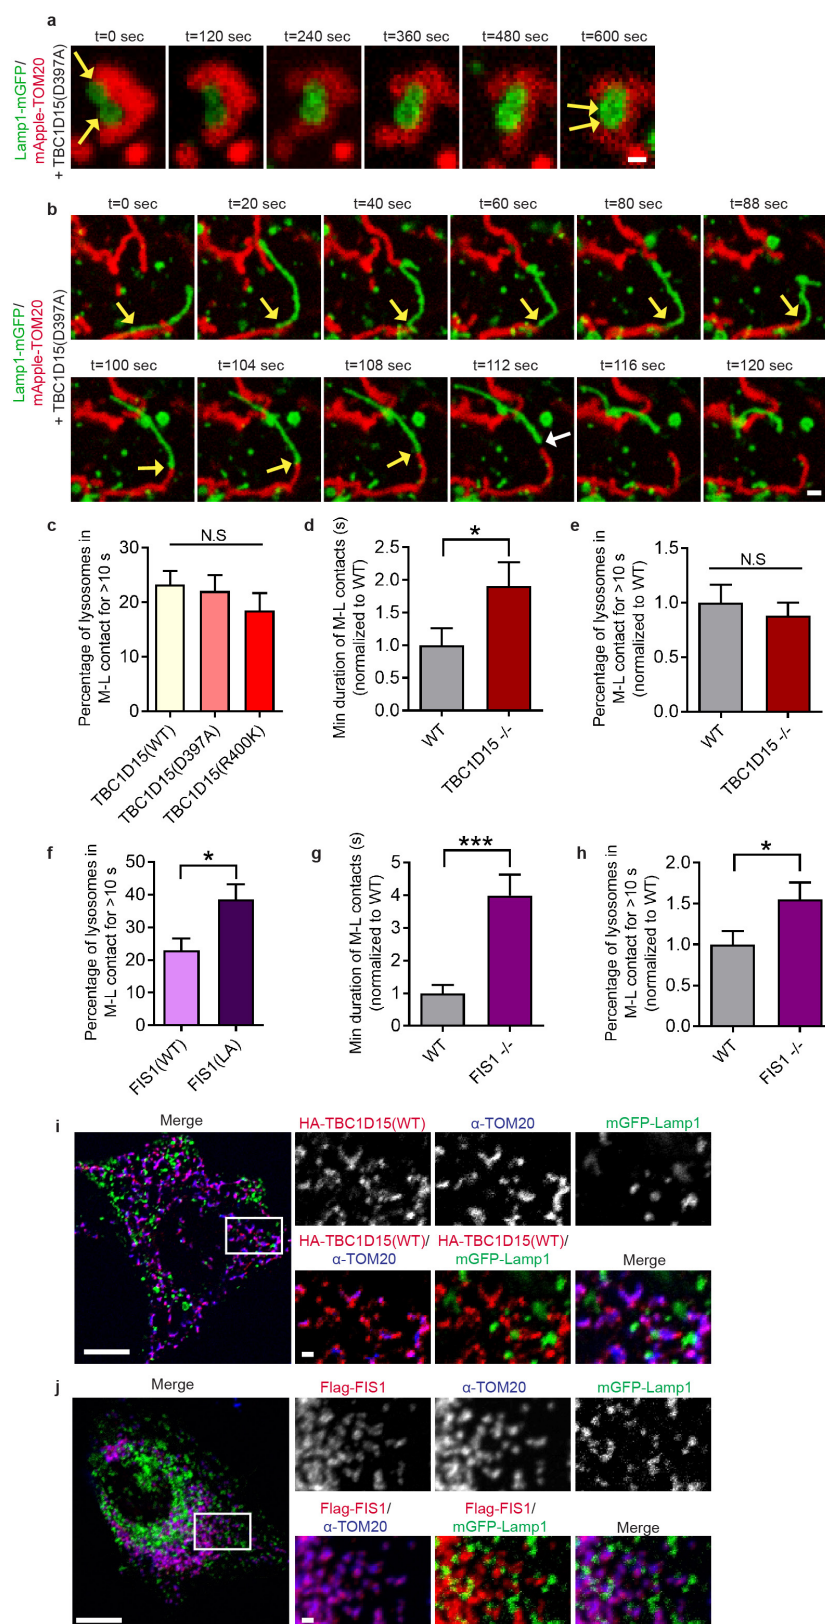 a
t=0 sec t=120 sec t=240 sec t=360 sec t=480 sec t=600 sec
Lamp1-mGFP/
mApple-TOM20
+ TBC1D15(D397A)
b
t=0 sec t=20 sec t=40 sec t=60 sec t=80 sec t=88 sec
Lamp1-mGFP/
mApple-TOM20
+ TBC1D15(D397A)
t=100 sec t=104 sec t=108 sec t=112 sec t=116 sec t=120 sec
c
Percentage of lysosomes in
M-L contact for >10 s
30
20
10
0
N.S
TBC1D15(WT)
TBC1D15(D397A)
TBC1D15(R400K)
d
Min duration of M-L contacts (s)
(normalized to WT)
2.5
2.0
1.5
1.0
0.5
0.0
*
WT
TBC1D15 -/-
e
Percentage of lysosomes in
M-L contact for >10 s
(normalized to WT)
1.5
1.0
0.5
0.0
N.S
WT
TBC1D15 -/-
f
Percentage of lysosomes in
M-L contact for >10 s
50
40
30
20
10
0
*
FIS1(WT)
FIS1(LA)
g
Min duration of M-L contacts (s)
(normalized to WT)
5
4
3
2
1
0
***
WT
FIS1 -/-
h
Percentage of lysosomes in
M-L contact for >10 s
(normalized to WT)
2.0
1.5
1.0
0.5
0.0
*
WT
FIS1 -/-
i
Merge
HA-TBC1D15(WT) α-TOM20 mGFP-Lamp1
HA-TBC1D15(WT)/
α-TOM20
HA-TBC1D15(WT)/
mGFP-Lamp1
Merge
j
Merge
Flag-FIS1 α-TOM20 mGFP-Lamp1
Flag-FIS1/
α-TOM20
Flag-FIS1/
mGFP-Lamp1
Merge